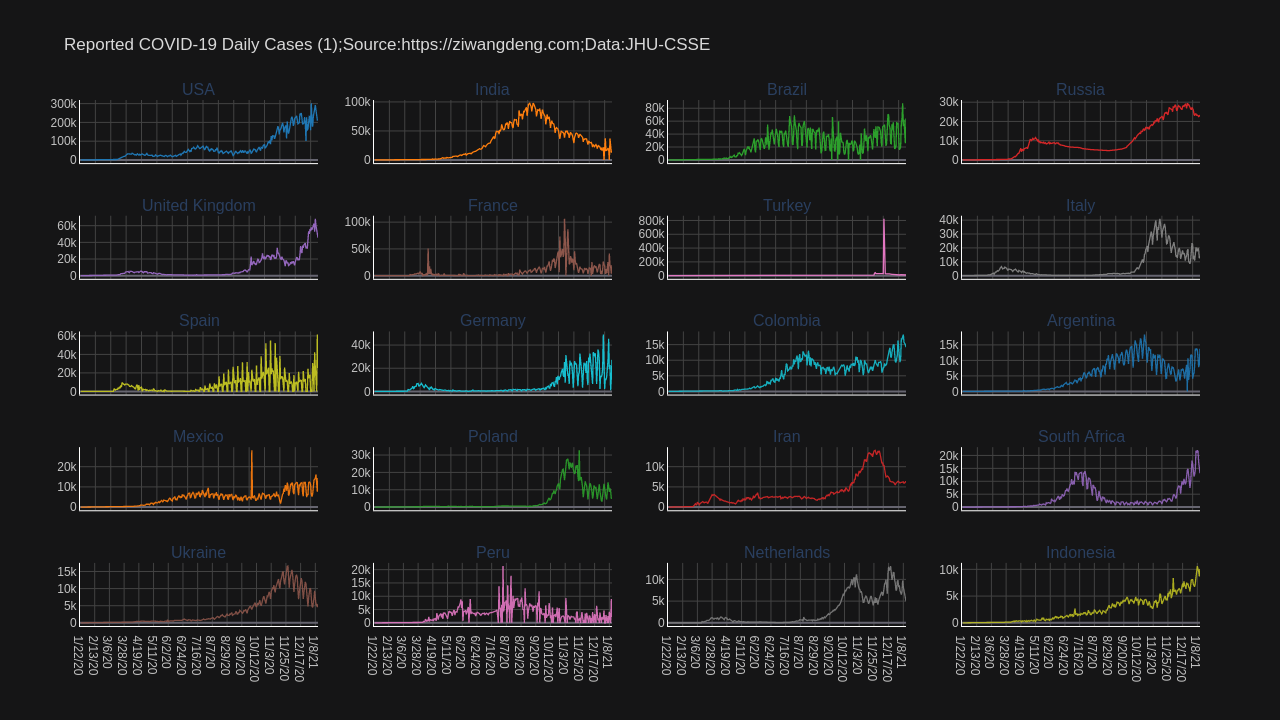 Reported COVID-19 Daily Cases (1);Source:https://ziwangdeng.com;Data:JHU-CSSE
USA
300k
200k
100k
0
India
100k
50k
0
Brazil
80k
60k
40k
20k
0
Russia
30k
20k
10k
0
United Kingdom
60k
40k
20k
0
France
100k
50k
0
Turkey
800k
600k
400k
200k
0
Italy
40k
30k
20k
10k
0
Spain
60k
40k
20k
0
Germany
40k
20k
0
Colombia
15k
10k
5k
0
Argentina
15k
10k
5k
0
Mexico
20k
10k
0
Poland
30k
20k
10k
0
Iran
10k
5k
0
South Africa
20k
15k
10k
5k
0
Ukraine
15k
10k
5k
0
Peru
20k
15k
10k
5k
0
Netherlands
10k
5k
0
Indonesia
10k
5k
0
1/22/20 2/13/20 3/6/20 3/28/20 4/19/20 5/11/20 6/2/20 6/24/20 7/16/20 8/7/20 8/29/20 9/20/20 10/12/20 11/3/20 11/25/20 12/17/20 1/8/21
1/22/20 2/13/20 3/6/20 3/28/20 4/19/20 5/11/20 6/2/20 6/24/20 7/16/20 8/7/20 8/29/20 9/20/20 10/12/20 11/3/20 11/25/20 12/17/20 1/8/21
1/22/20 2/13/20 3/6/20 3/28/20 4/19/20 5/11/20 6/2/20 6/24/20 7/16/20 8/7/20 8/29/20 9/20/20 10/12/20 11/3/20 11/25/20 12/17/20 1/8/21
1/22/20 2/13/20 3/6/20 3/28/20 4/19/20 5/11/20 6/2/20 6/24/20 7/16/20 8/7/20 8/29/20 9/20/20 10/12/20 11/3/20 11/25/20 12/17/20 1/8/21